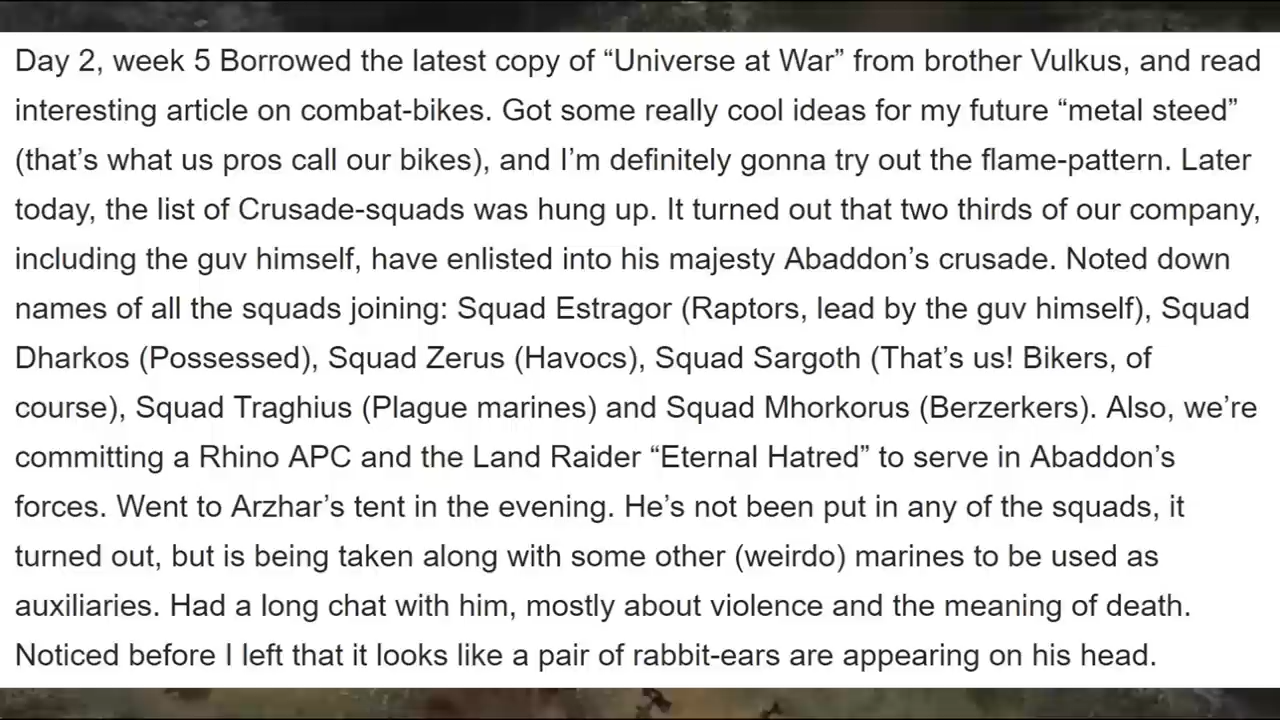 Day 2, week 5 Borrowed the latest copy of “Universe at War” from brother Vulkus, and read
interesting article on combat-bikes. Got some really cool ideas for my future “metal steed”
(that’s what us pros call our bikes), and I’m definitely gonna try out the flame-pattern. Later
today, the list of Crusade-squads was hung up. It turned out that two thirds of our company,
including the guv himself, have enlisted into his majesty Abaddon’s crusade. Noted down
names of all the squads joining: Squad Estragor (Raptors, lead by the guv himself), Squad
Dharkos (Possessed), Squad Zerus (Havocs), Squad Sargoth (That’s us! Bikers, of
course), Squad Traghius (Plague marines) and Squad Mhorkorus (Berzerkers). Also, we’re
committing a Rhino APC and the Land Raider “Eternal Hatred” to serve in Abaddon’s
forces. Went to Arzhar’s tent in the evening. He’s not been put in any of the squads, it
turned out, but is being taken along with some other (weirdo) marines to be used as
auxiliaries. Had a long chat with him, mostly about violence and the meaning of death.
Noticed before I left that it looks like a pair of rabbit-ears are appearing on his head.